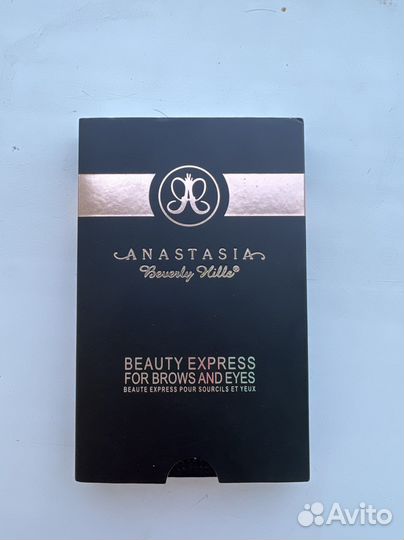 ANASTASIA
Beverly Hills®
BEAUTY EXPRESS
FOR BROWS AND EYES
BEAUTE EXPRESS POUR SOURCILS ET YEUX
Avito